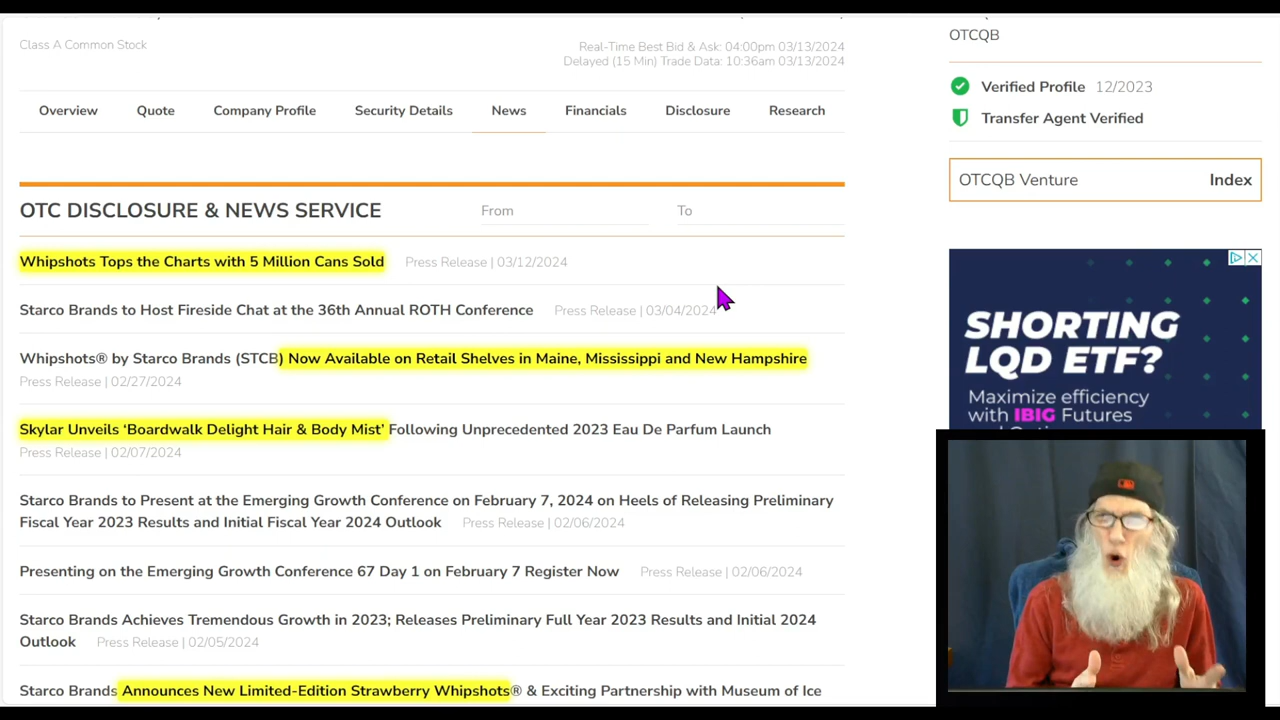 OTCQB
Class A Common Stock
Real-Time Best Bid & Ask: 04:00pm 03/13/2024
Delayed (15 Min) Trade Data: 10:36am 03/13/2024
Verified Profile 12/2023
Transfer Agent Verified
Overview Quote Company Profile Security Details News Financials Disclosure Research
OTCQB Venture Index
OTC DISCLOSURE & NEWS SERVICE From To
Whipshots Tops the Charts with 5 Million Cans Sold Press Release | 03/12/2024
Starco Brands to Host Fireside Chat at the 36th Annual ROTH Conference Press Release | 03/04/2024
Whipshots® by Starco Brands (STCB) Now Available on Retail Shelves in Maine, Mississippi and New Hampshire
Press Release | 02/27/2024
Skylar Unveils ‘Boardwalk Delight Hair & Body Mist’ Following Unprecedented 2023 Eau De Parfum Launch
Press Release | 02/07/2024
Starco Brands to Present at the Emerging Growth Conference on February 7, 2024 on Heels of Releasing Preliminary
Fiscal Year 2023 Results and Initial Fiscal Year 2024 Outlook Press Release | 02/06/2024
Presenting on the Emerging Growth Conference 67 Day 1 on February 7 Register Now Press Release | 02/06/2024
Starco Brands Achieves Tremendous Growth in 2023; Releases Preliminary Full Year 2023 Results and Initial 2024
Outlook Press Release | 02/05/2024
Starco Brands Announces New Limited-Edition Strawberry Whipshots® & Exciting Partnership with Museum of Ice
SHORTING
LQD ETF?
Maximize efficiency
with IBIG Futures